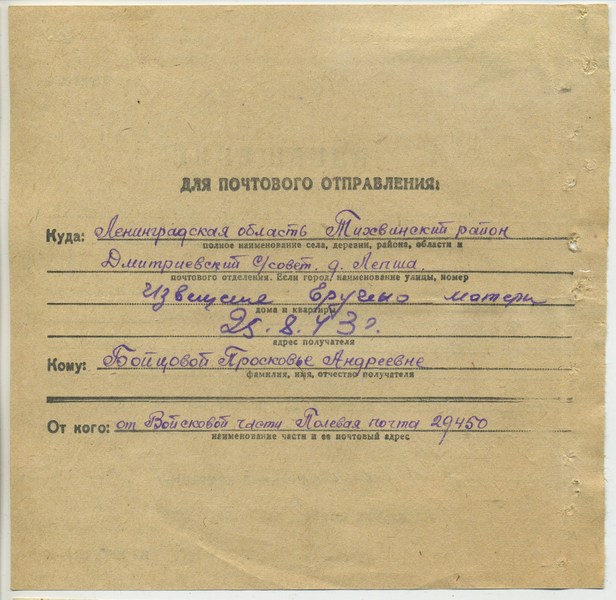 ДЛЯ ПОЧТОВОГО ОТПРАВЛЕНИЯ:
Куда: Ленинградская область Тихвинский район
полное наименование села, деревни, района, области и
Дмитриевский С/совет. д. Лепша.
почтового отделения. Если город, наименование улицы, номер
Извещение Вручено матери
дома и квартиры
25.8.43г.
адрес получателя
Кому: Бойцовой Просковье Андреевне
фамилия, имя, отчество получателя
От кого: от Войсковой части Полевая почта 29450
наименование части и ее почтовый адрес